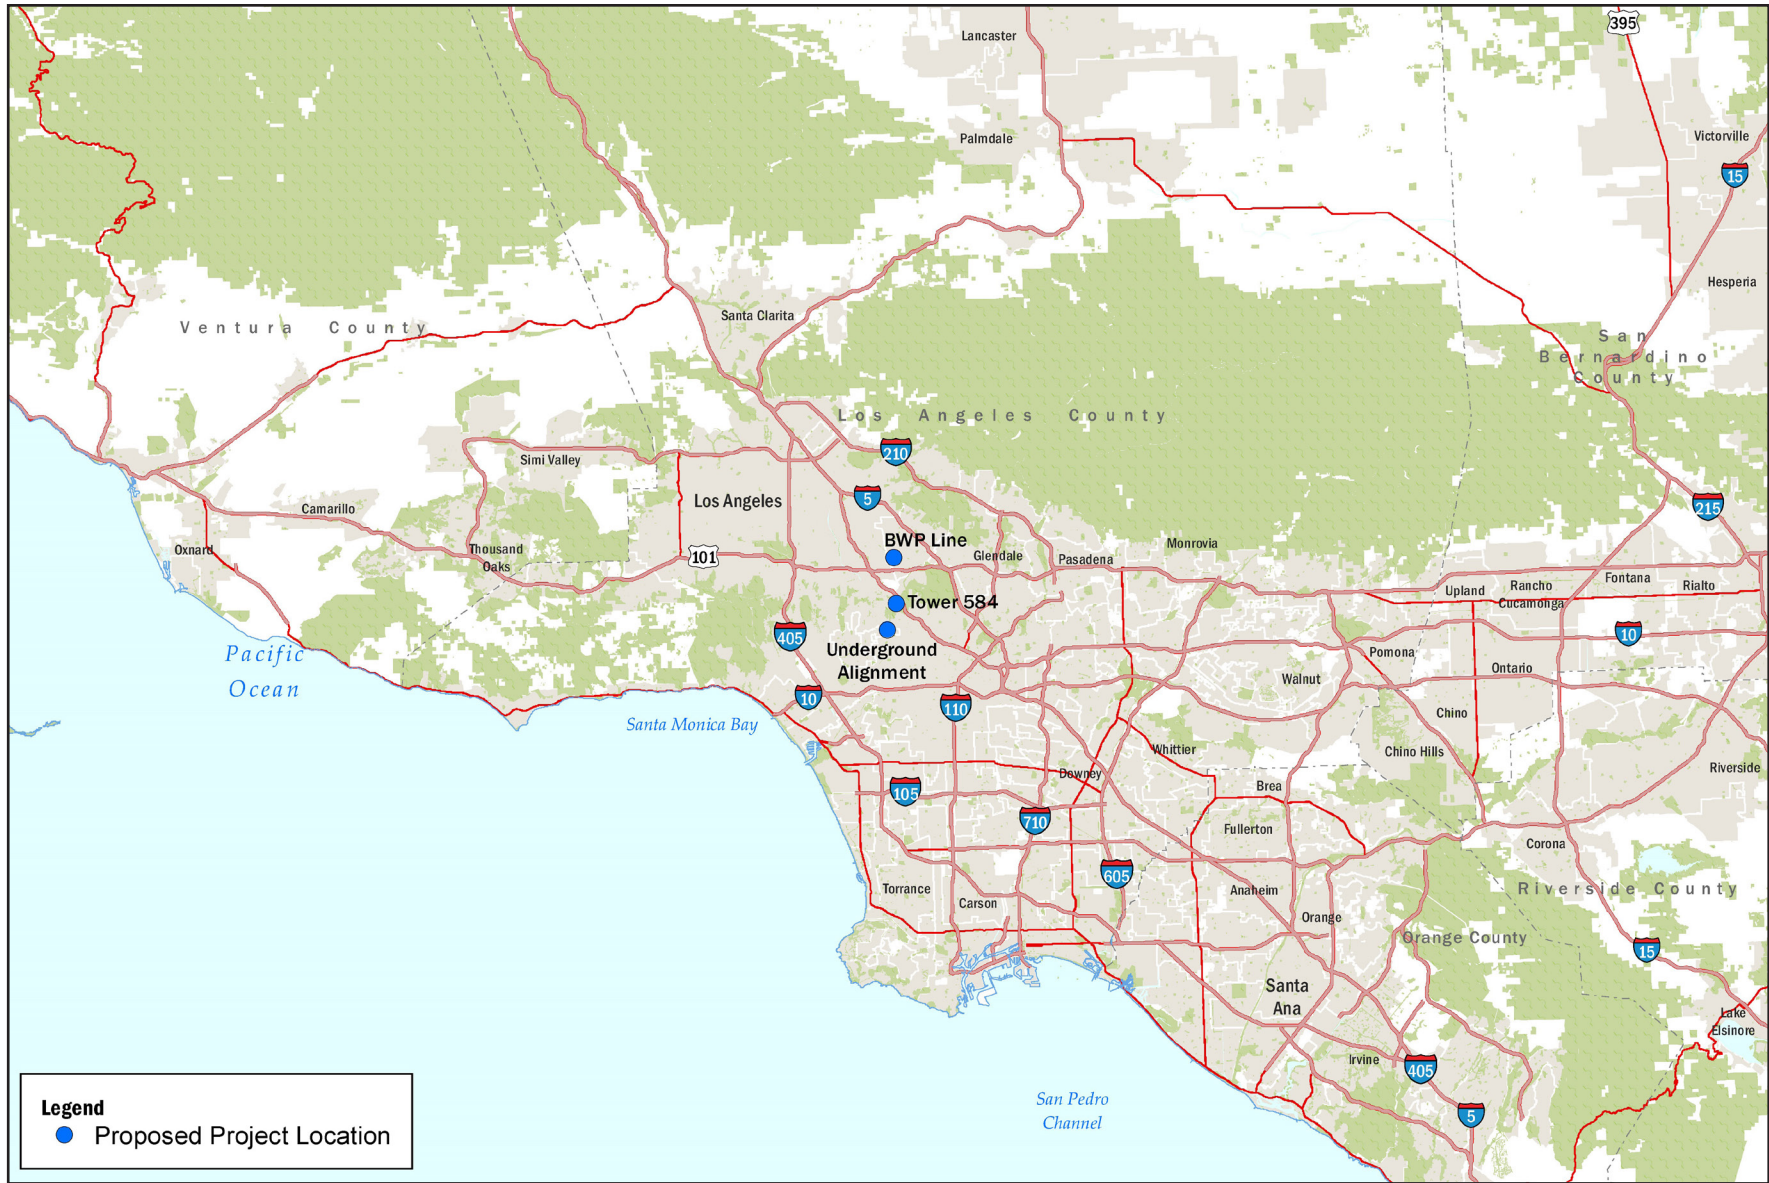 395
Lancaster
Palmdale
Victorville
15
Hesperia
Santa Clarita
Ventura County
San
Bernardino
County
Los Angeles County
210
Simi Valley
5
Los Angeles
215
Camarillo
BWP Line
Oxnard
Thousand
Oaks
101
Glendale
Pasadena
Monrovia
Upland
Rancho
Cucamonga
Fontana
Rialto
Tower 584
405
10
Underground
Alignment
Pacific
Ocean
Pomona
Ontario
Walnut
10
110
Chino
Santa Monica Bay
Whittier
Chino Hills
Downey
Riverside
105
Brea
710
Fullerton
Corona
605
Torrance
Anaheim
Riverside County
Carson
Orange
Orange County
15
Santa
Ana
Lake
Elsinore
Irvine
405
San Pedro
Channel
5
Legend
Proposed Project Location